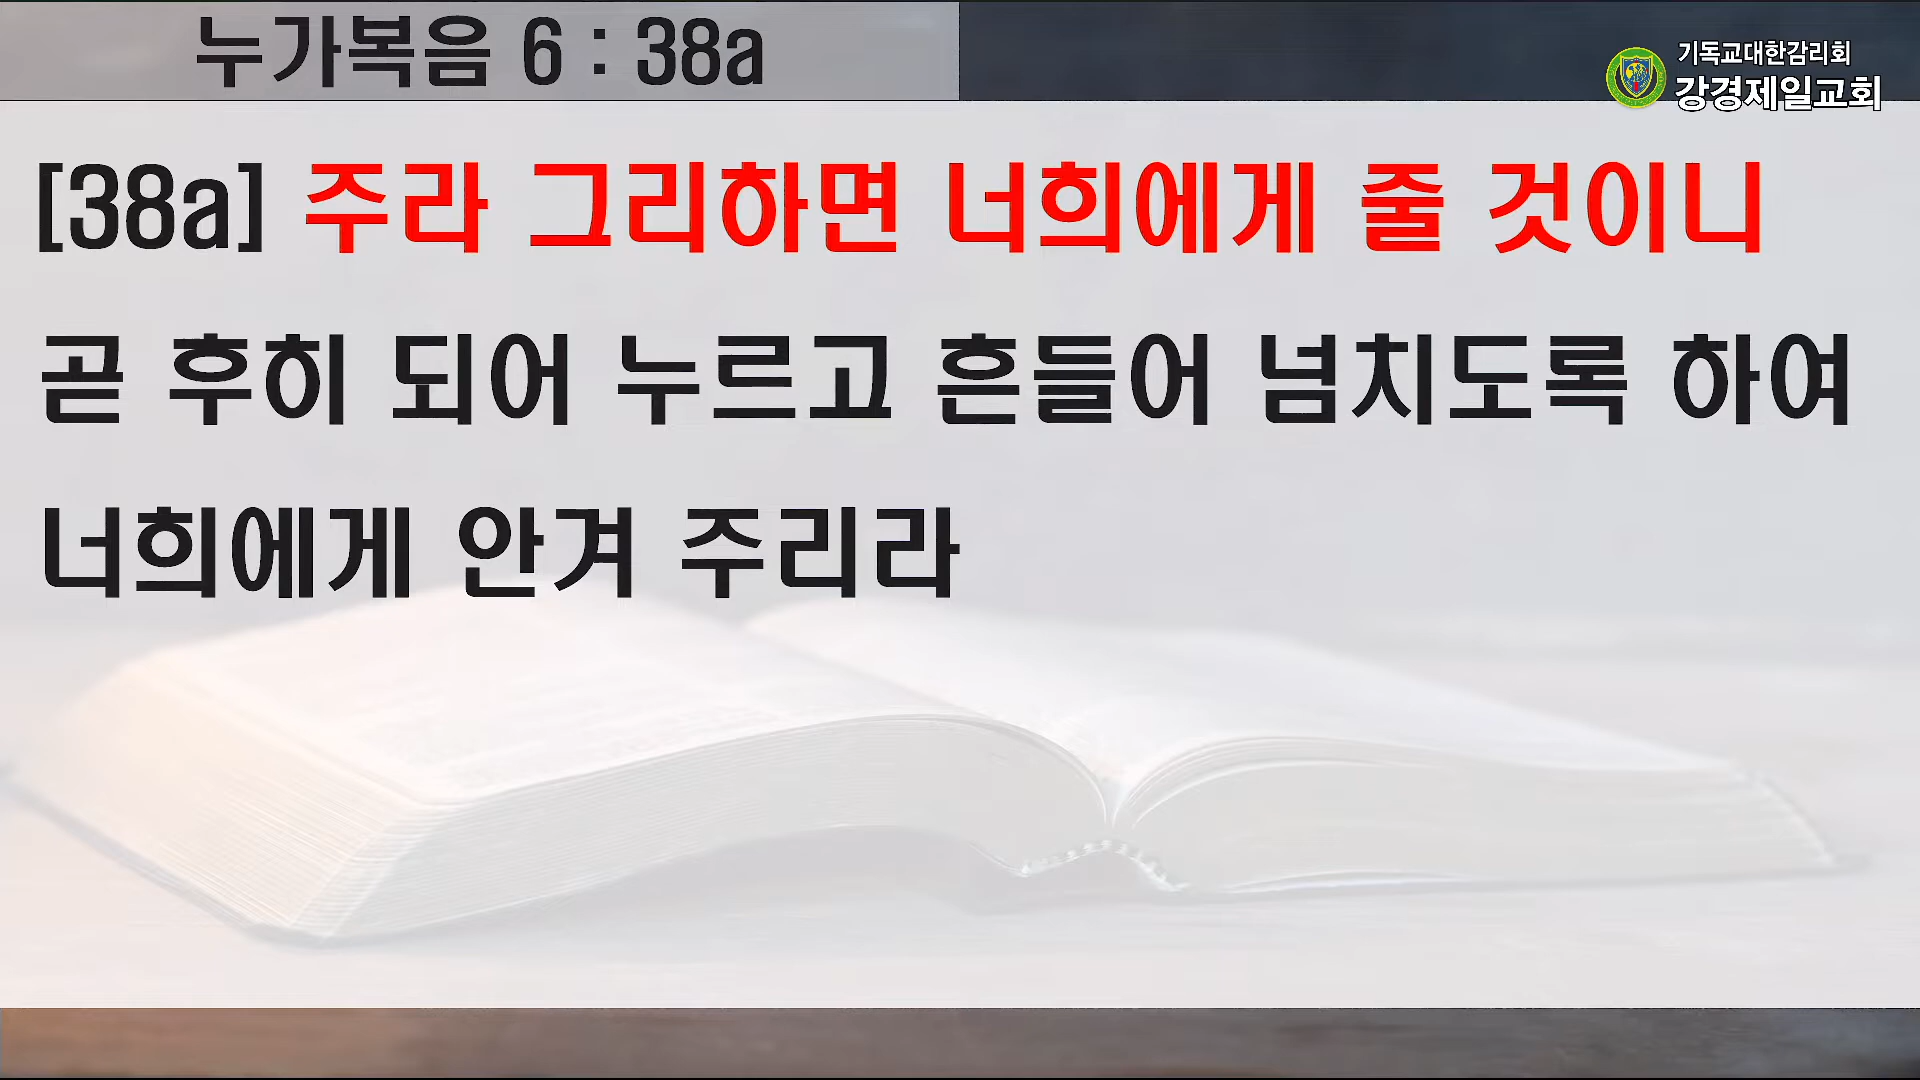 누가복음 6 : 38a
기독교대한감리회
강경제일교회
[38a] 주라 그리하면 너희에게 줄 것이니
곧 후히 되어 누르고 흔들어 넘치도록 하여
너희에게 안겨 주리라